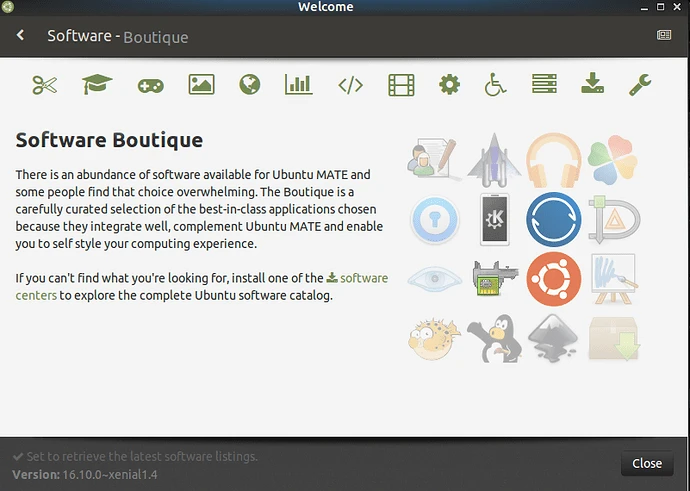 Welcome
Software - Boutique
Software Boutique
There is an abundance of software available for Ubuntu MATE and
some people find that choice overwhelming. The Boutique is a
carefully curated selection of the best-in-class applications chosen
because they integrate well, complement Ubuntu MATE and enable
you to self style your computing experience.
If you can't find what you're looking for, install one of the software
centers to explore the complete Ubuntu software catalog.
Set to retrieve the latest software listings.
Version: 16.10.0~xenial1.4
Close